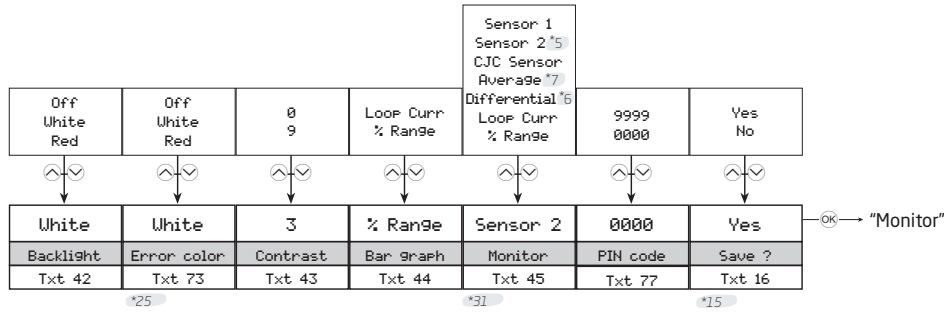 Sensor 1
Sensor 2 *5
CJC Sensor
Average *7
Differential *6
Loop Curr
% Range
Off
White
Red
Off
White
Red
0
9
Loop Curr
% Range
9999
0000
Yes
No
White White 3 % Range Sensor 2 0000 Yes OK "Monitor"
Backlight Error color Contrast Bar graph Monitor PIN code Save ?
Txt 42 Txt 73 Txt 43 Txt 44 Txt 45 Txt 77 Txt 16
*25 *31 *15